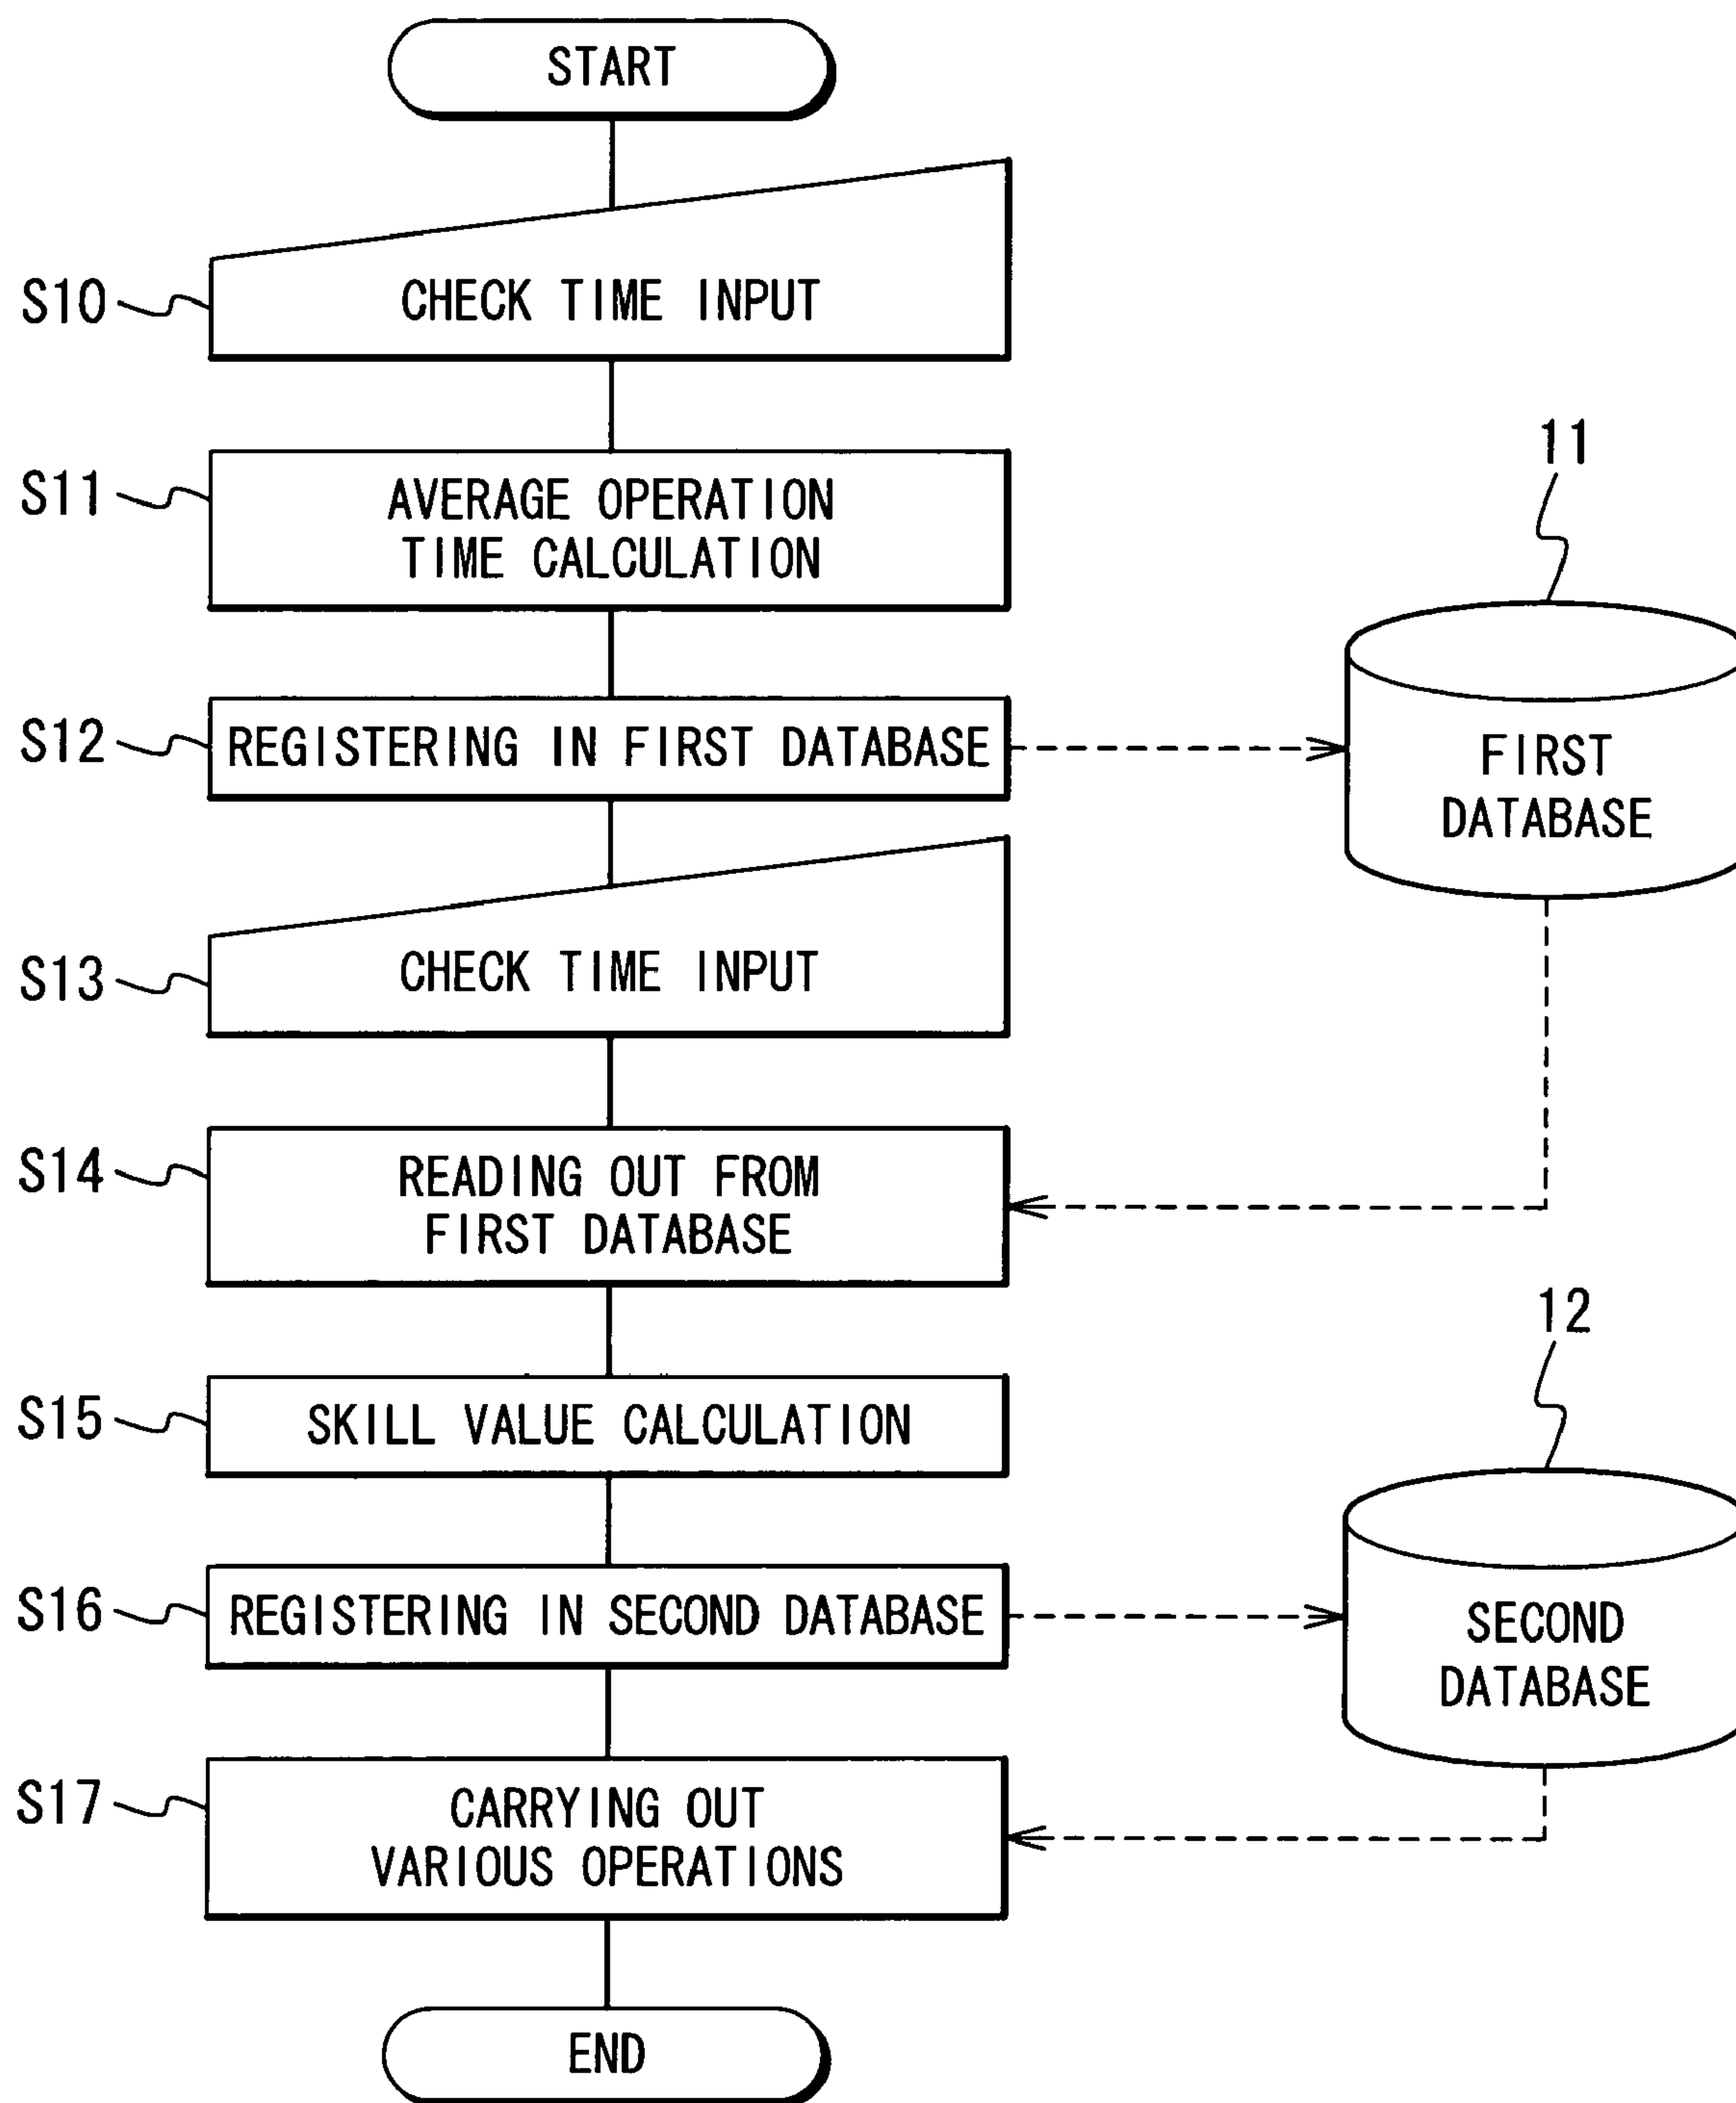 START
S10
CHECK TIME INPUT
S11
AVERAGE OPERATION
TIME CALCULATION
11
S12
REGISTERING IN FIRST DATABASE
FIRST
DATABASE
S13
CHECK TIME INPUT
S14
READING OUT FROM
FIRST DATABASE
12
S15
SKILL VALUE CALCULATION
S16
REGISTERING IN SECOND DATABASE
SECOND
DATABASE
S17
CARRYING OUT
VARIOUS OPERATIONS
END